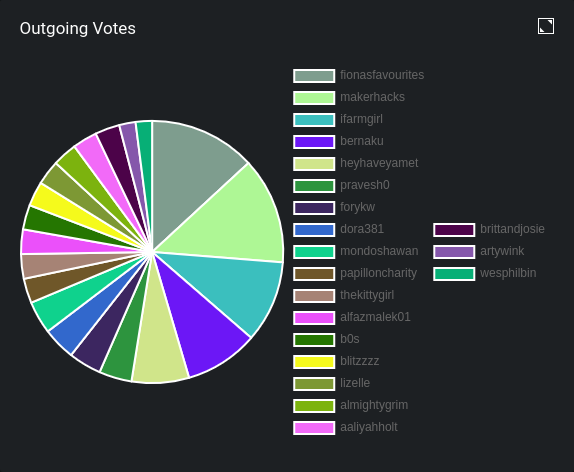 Outgoing Votes
fionasfavourites
makerhacks
ifarmgirl
bernaku
heyhaveyamet
pravesh0
forykw
dora381
mondoshawan
papilloncharity
thekittygirl
alfazmalek01
b0s
blitzzzz
lizelle
almightygrim
aaliyahholt
brittandjosie
artywink
wesphilbin